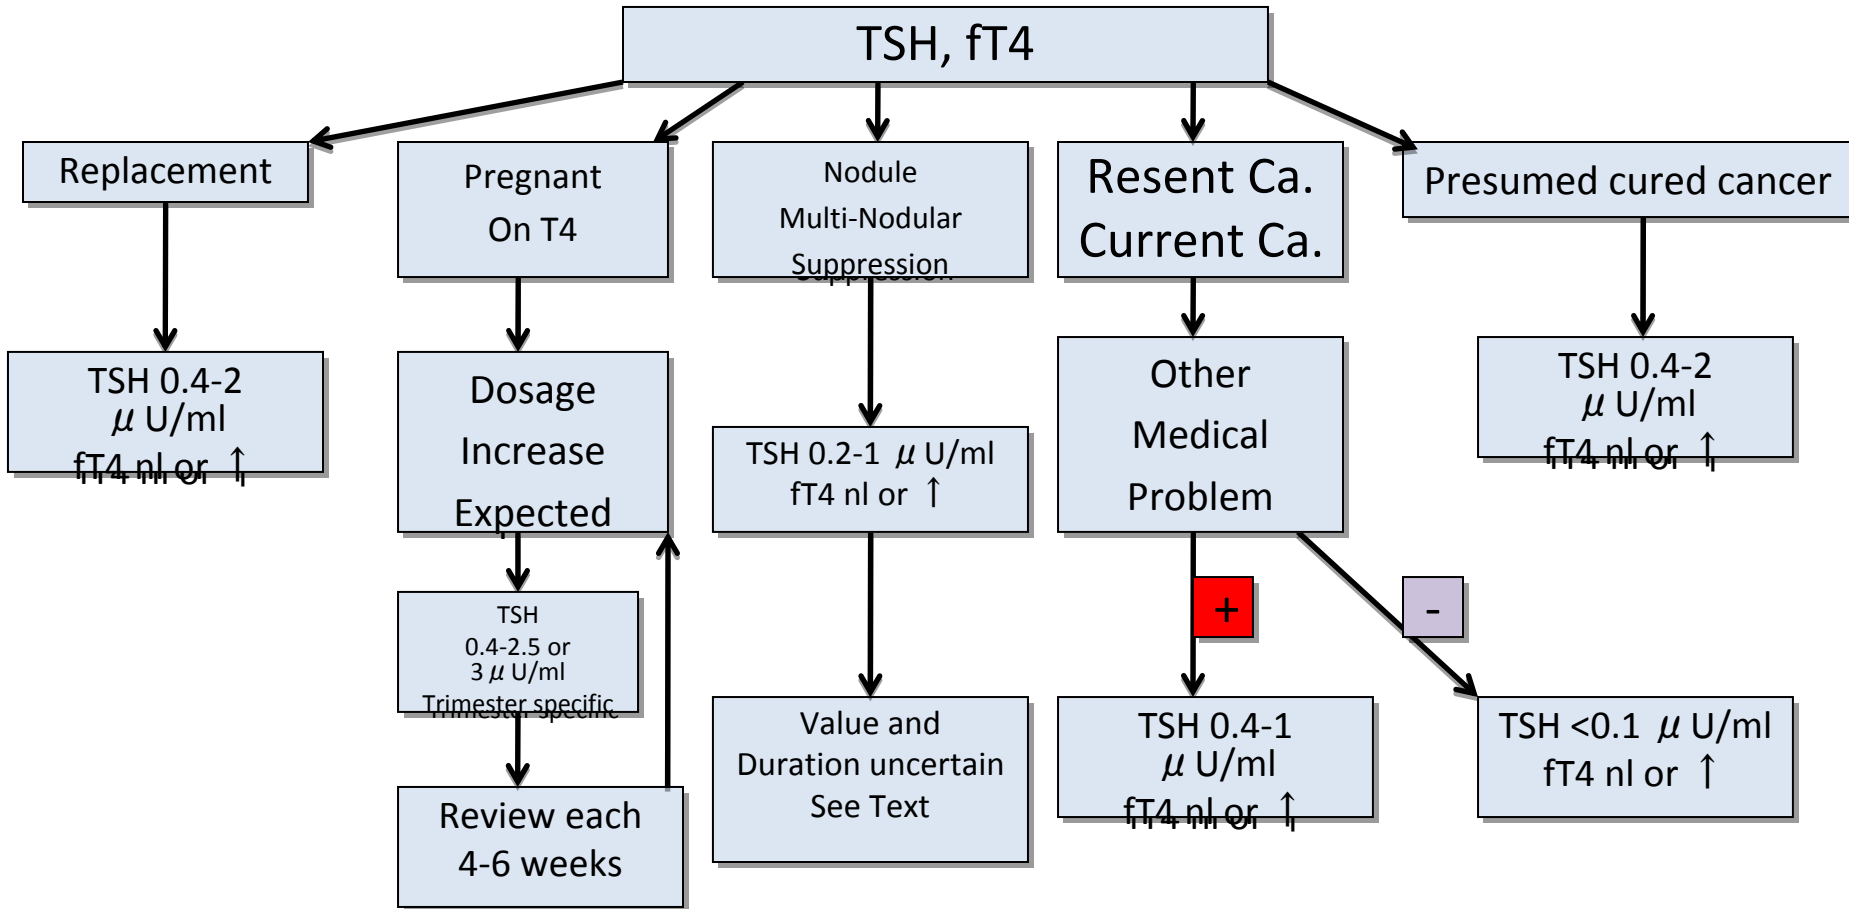 TSH, fT4
Replacement
Pregnant
On T4
Nodule
Multi-Nodular
Suppression
Resent Ca.
Current Ca.
Presumed cured cancer
TSH 0.4-2
μ U/ml
fT4 nl or ↑
Dosage
Increase
Expected
TSH 0.2-1 μ U/ml
fT4 nl or ↑
Other
Medical
Problem
TSH 0.4-2
μ U/ml
fT4 nl or ↑
+
-
TSH
0.4-2.5 or
3 μ U/ml
Trimester specific
Review each
4-6 weeks
Value and
Duration uncertain
See Text
TSH 0.4-1
μ U/ml
fT4 nl or ↑
TSH <0.1 μ U/ml
fT4 nl or ↑